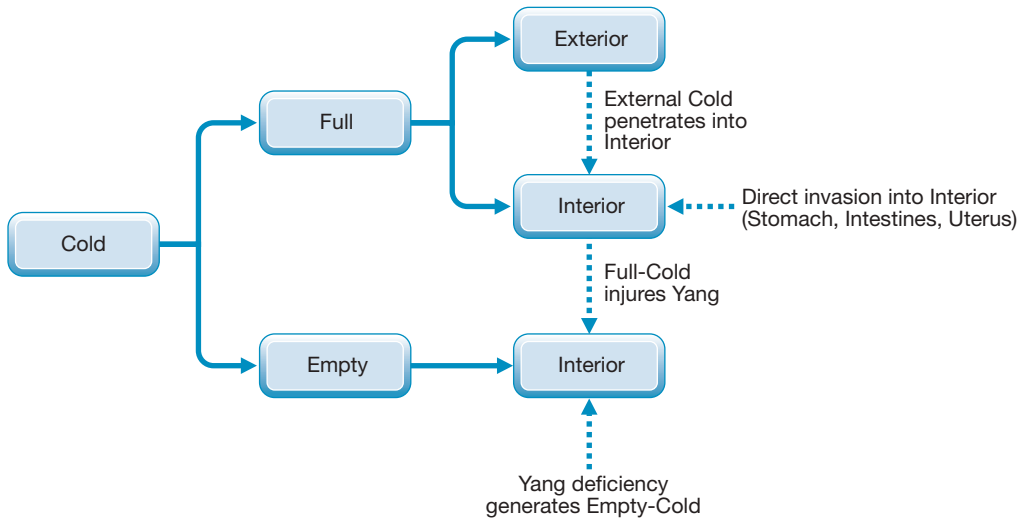 Exterior
External Cold
penetrates into
Interior
Full
Interior
Direct invasion into Interior
(Stomach, Intestines, Uterus)
Cold
Full-Cold
injures Yang
Empty
Interior
Yang deficiency
generates Empty-Cold